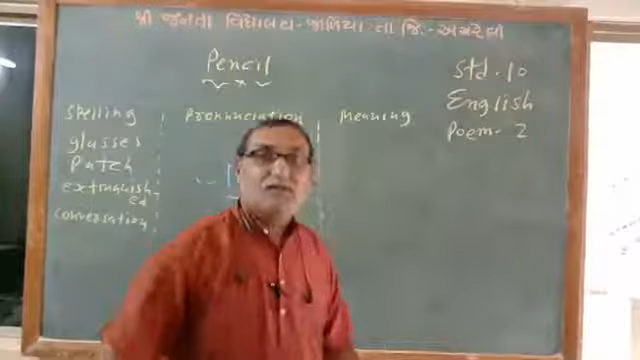 શ્રી જનતા વિદ્યાલય-જાળિયા-તા.જિ.-અમરેલી
Pencil
Std - 10
English
Poem - 2
Spelling
Pronunciation
Meaning
glasses
Patch
extinguish
ed
conversation